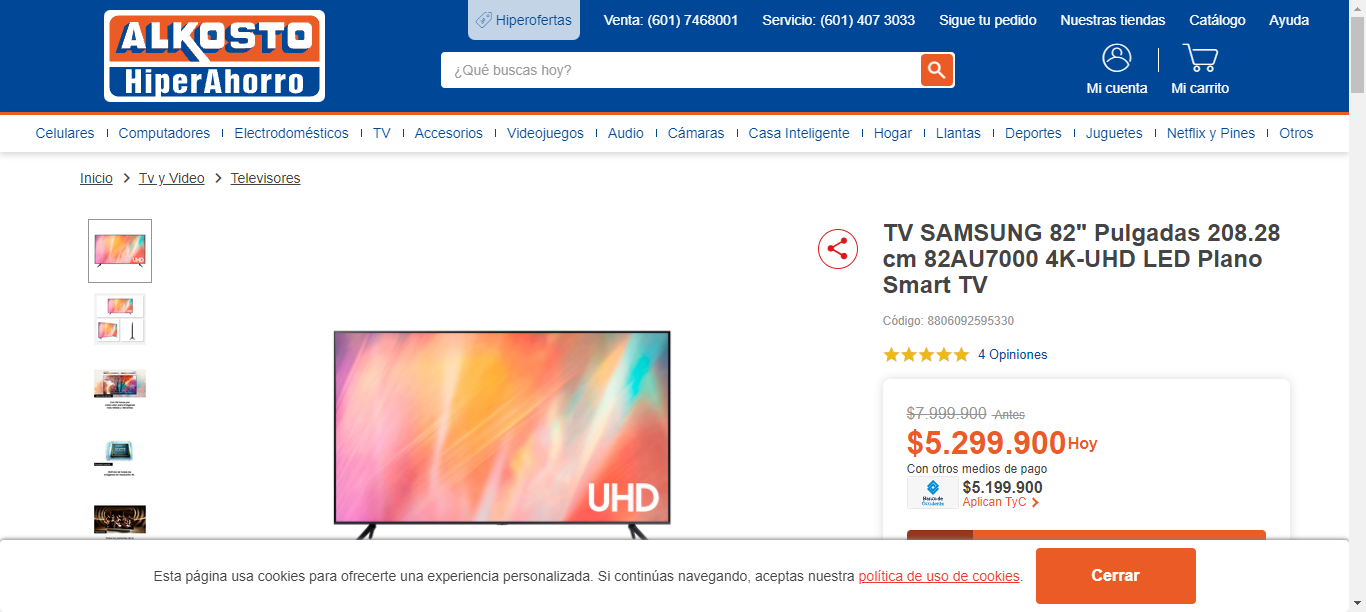 ALKOSTO
HiperAhorro
Hiperofertas
Venta: (601) 7468001
Servicio: (601) 407 3033
Sigue tu pedido
Nuestras tiendas
Catálogo
Ayuda
¿Qué buscas hoy?
Mi cuenta
Mi carrito
Celulares
Computadores
Electrodomésticos
TV
Accesorios
Videojuegos
Audio
Cámaras
Casa Inteligente
Hogar
Llantas
Deportes
Juguetes
Netflix y Pines
Otros
Inicio
Tv y Video
Televisores
UHD
UHD
TV SAMSUNG 82" Pulgadas 208.28
cm 82AU7000 4K-UHD LED Plano
Smart TV
Código: 8806092595330
4 Opiniones
$7.999.900 Antes
$5.299.900 Hoy
Con otros medios de pago
Banco de
Occidente
$5.199.900
Aplican TyC
Esta página usa cookies para ofrecerte una experiencia personalizada. Si continúas navegando, aceptas nuestra política de uso de cookies.
Cerrar